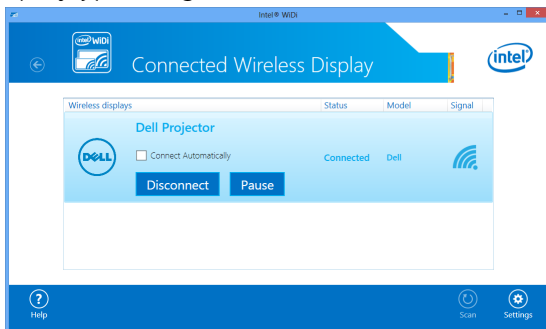 Intel® WiDi
intel WiDi
Connected Wireless Display
intel
Wireless displays Status Model Signal
Dell Projector
DELL
Connect Automatically
Connected Dell
Disconnect Pause
?
Help
Scan
Settings